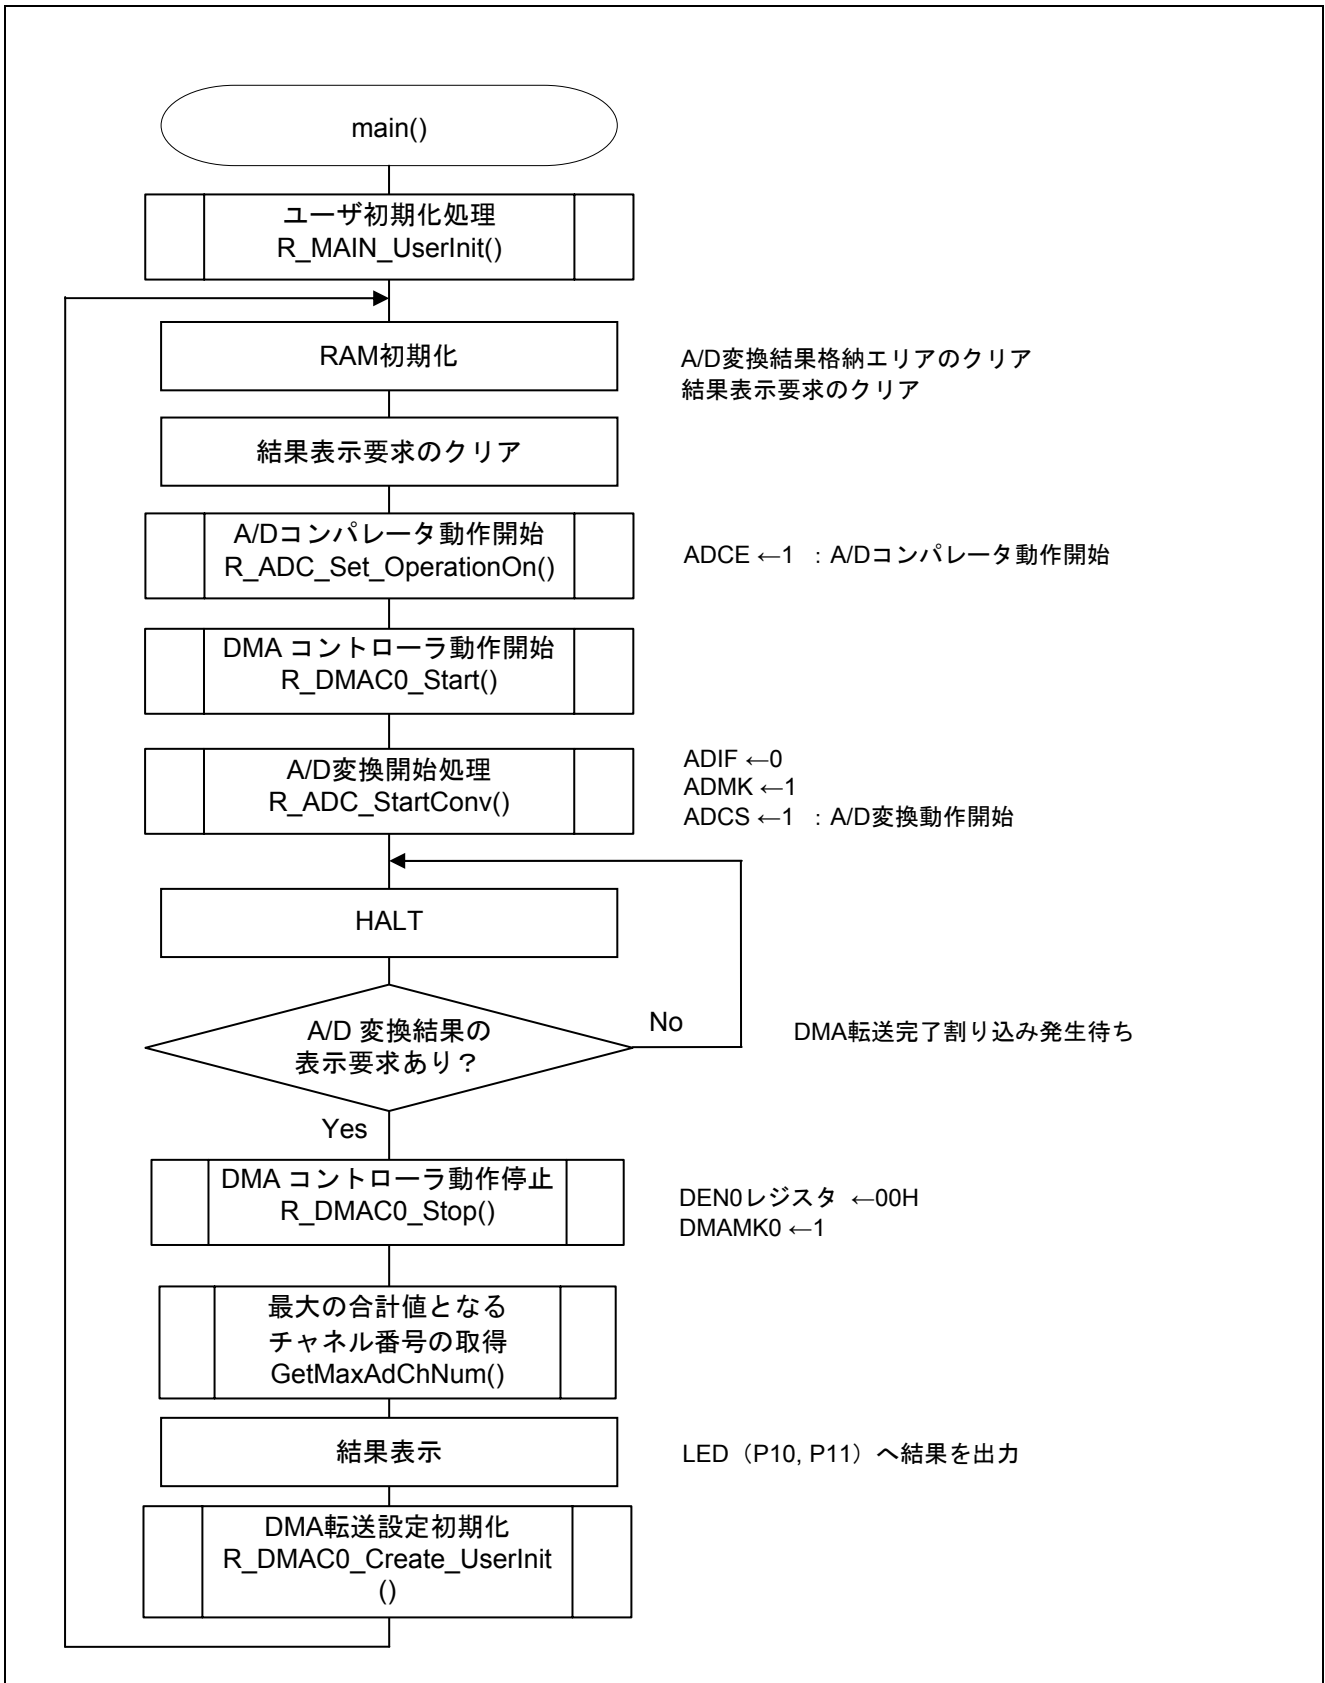 main()
ユーザ初期化処理
R_MAIN_UserInit()
RAM初期化
A/D変換結果格納エリアのクリア
結果表示要求のクリア
結果表示要求のクリア
A/Dコンパレータ動作開始
R_ADC_Set_OperationOn()
ADCE ←1 ：A/Dコンパレータ動作開始
DMA コントローラ動作開始
R_DMAC0_Start()
A/D変換開始処理
R_ADC_StartConv()
ADIF ←0
ADMK ←1
ADCS ←1 ：A/D変換動作開始
HALT
A/D 変換結果の
表示要求あり？
No
DMA転送完了割り込み発生待ち
Yes
DMA コントローラ動作停止
R_DMAC0_Stop()
DEN0レジスタ ←00H
DMAMK0 ←1
最大の合計値となる
チャネル番号の取得
GetMaxAdChNum()
結果表示
LED（P10, P11）へ結果を出力
DMA転送設定初期化
R_DMAC0_Create_UserInit
()